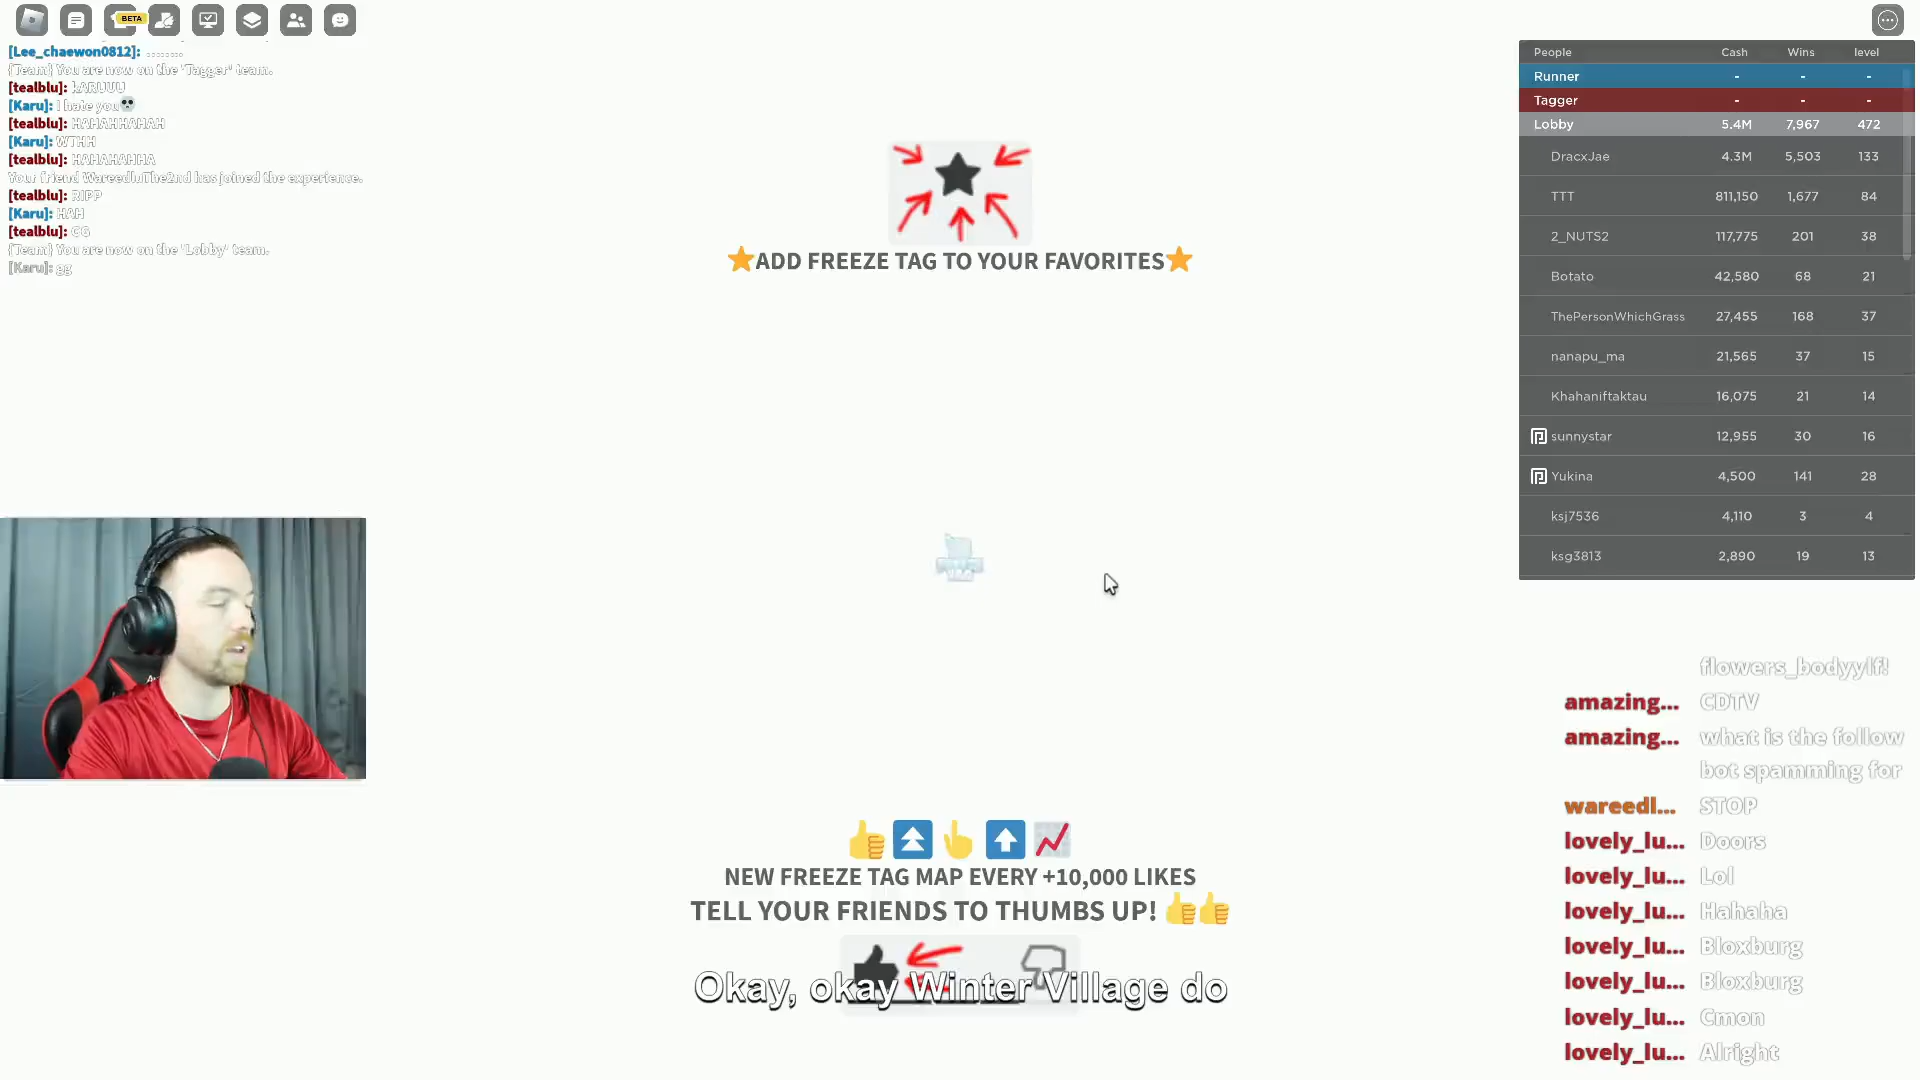 BETA
[Lee_chaewon0812]: ........
{Team} You are now on the 'Tagger' team.
[tealblu]: kARUUU
[Karu]: I hate you💀
[tealblu]: HAHAHHAHAH
[Karu]: WTHH
[tealblu]: HAHAHAHHA
Your friend WareedluThe2nd has joined the experience.
[tealblu]: RIPP
[Karu]: HAH
[tealblu]: GG
{Team} You are now on the 'Lobby' team.
[Karu]: gg
⭐ADD FREEZE TAG TO YOUR FAVORITES⭐
People Cash Wins level
Runner - - -
Tagger - - -
Lobby 5.4M 7,967 472
DracxJae 4.3M 5,503 133
TTT 811,150 1,677 84
2_NUTS2 117,775 201 38
Botato 42,580 68 21
ThePersonWhichGrass 27,455 168 37
nanapu_ma 21,565 37 15
Khahaniftaktau 16,075 21 14
sunnystar 12,955 30 16
Yukina 4,500 141 28
ksj7536 4,110 3 4
ksg3813 2,890 19 13
NEW FREEZE TAG MAP EVERY +10,000 LIKES
TELL YOUR FRIENDS TO THUMBS UP! 👍👍
Okay, okay Winter Village do
flowers_bodyylf!
amazing... CDTV
amazing... what is the follow
bot spamming for
wareedl... STOP
lovely_lu... Doors
lovely_lu... Lol
lovely_lu... Hahaha
lovely_lu... Bloxburg
lovely_lu... Bloxburg
lovely_lu... Cmon
lovely_lu... Alright